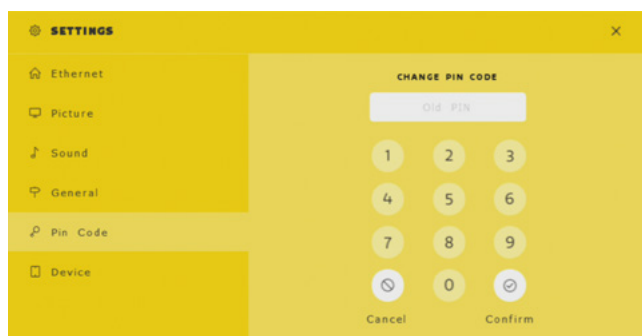 SETTINGS
Ethernet
Picture
Sound
General
Pin Code
Device
CHANGE PIN CODE
Old PIN
1 2 3
4 5 6
7 8 9
0
Cancel Confirm